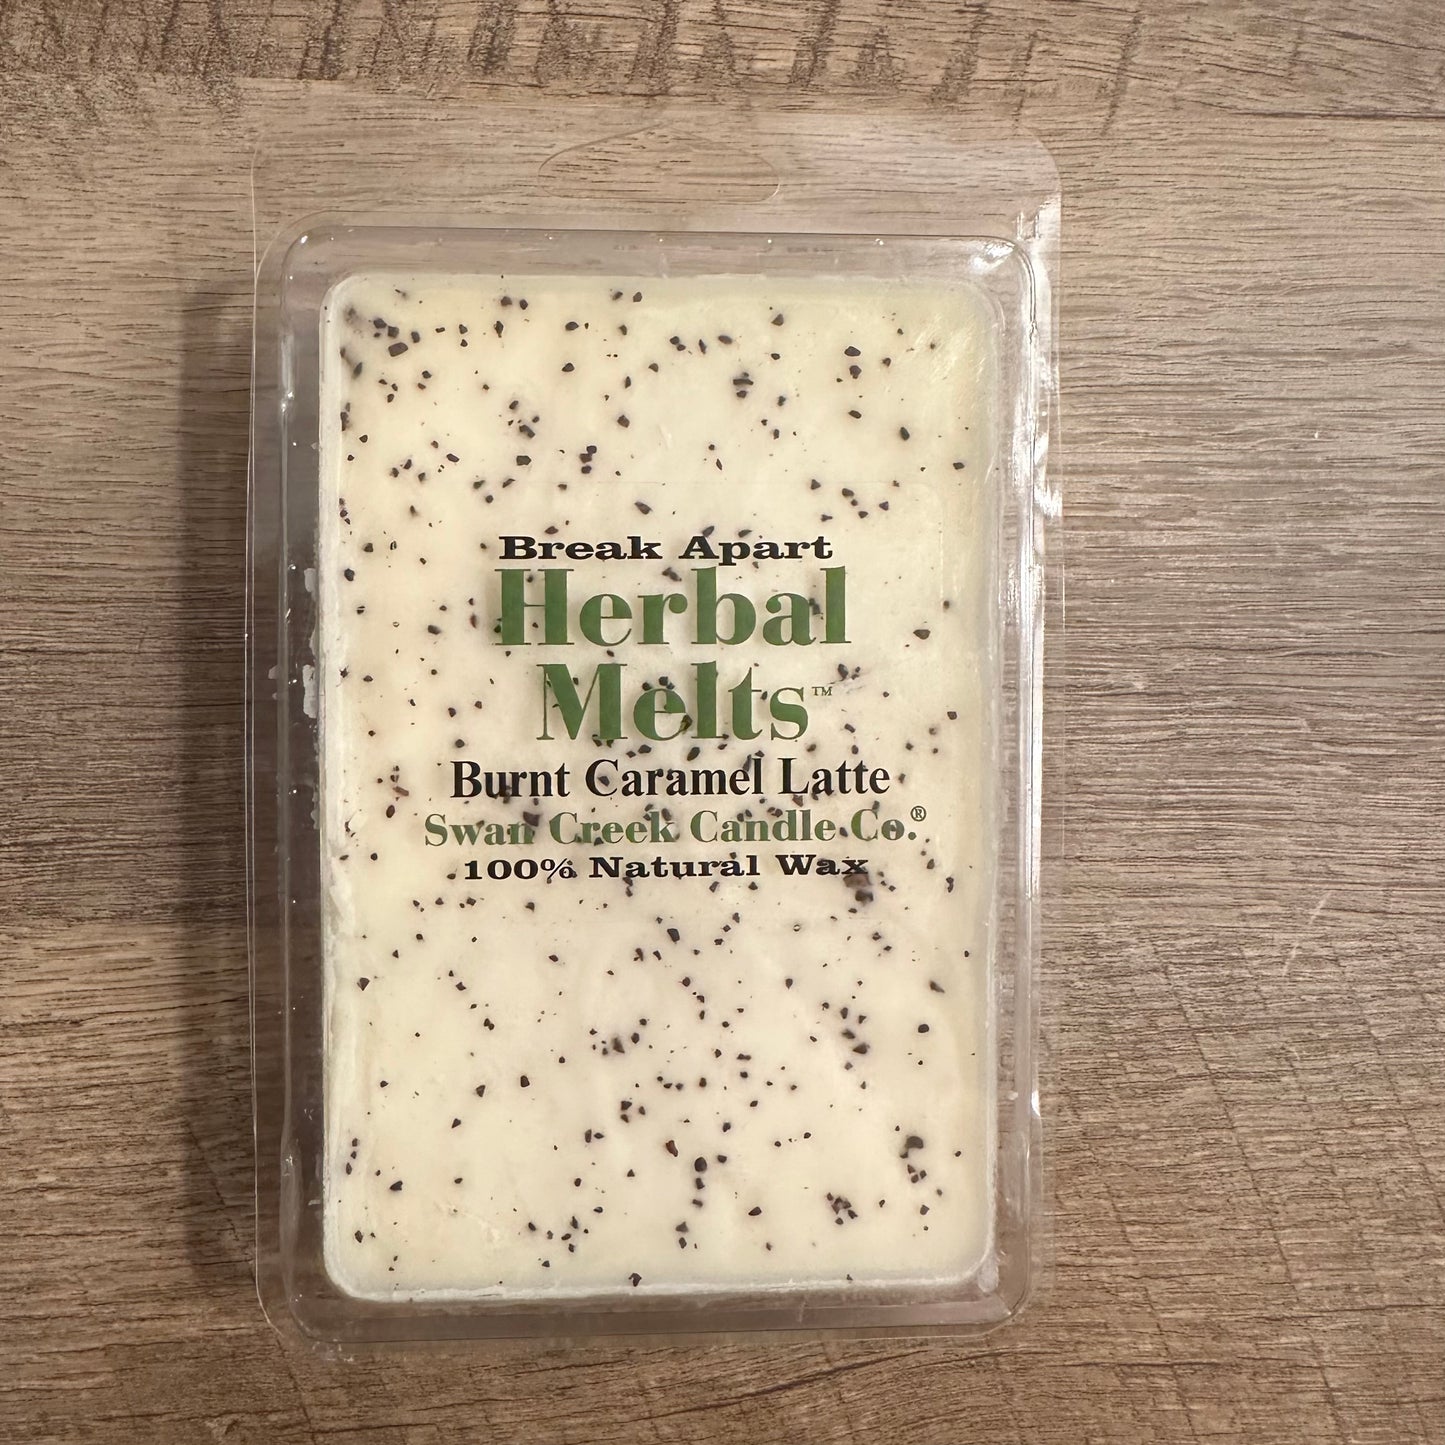 Break Apart
Herbal
Melts™
Burnt Caramel Latte
Swan Creek Candle Co.®
100% Natural Wax